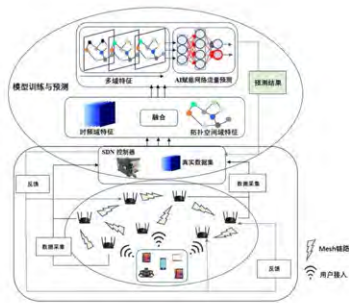 多域特征
AI赋能网络流量预测
模型训练与预测
预测结果
时频域特征
融合
拓扑空间域特征
SDN 控制器
真实数据集
反馈
数据采集
数据采集
反馈
Mesh链路
用户接入